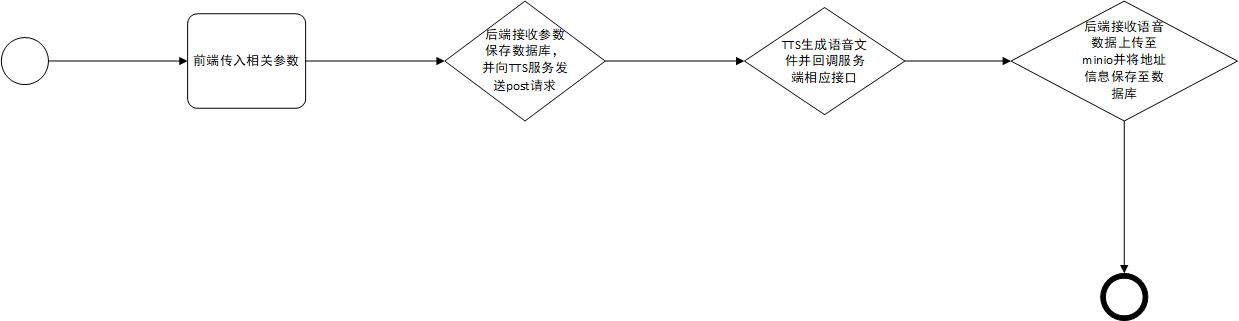 前端传入相关参数
后端接收参数
保存数据库，
并向TTS服务发
送post请求
TTS生成语音文
件并回调服务
端相应接口
后端接收语音
数据上传至
minio并将地址
信息保存至数
据库